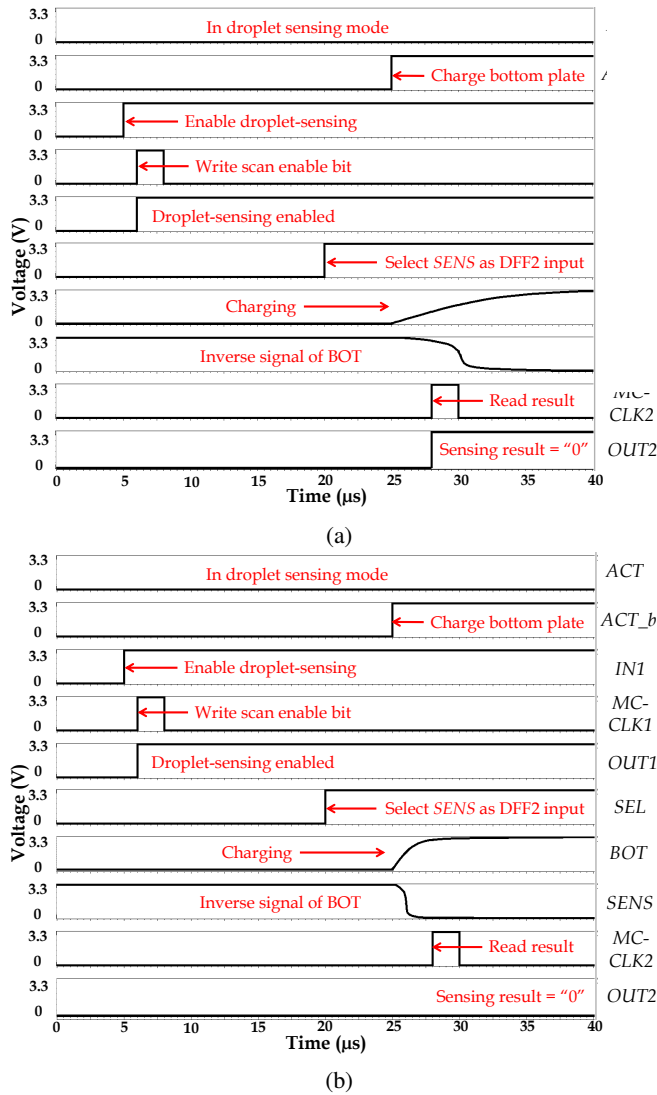 3.3
0
In droplet sensing mode
3.3
0
Charge bottom plate
3.3
0
Enable droplet-sensing
3.3
0
Write scan enable bit
3.3
0
Droplet-sensing enabled
3.3
0
Select SENS as DFF2 input
3.3
0
Charging
3.3
0
Inverse signal of BOT
3.3
0
Read result
MC-
CLK2
3.3
0
Sensing result = “0”
OUT2
Voltage (V)
0 5 10 15 20 25 30 35 40
Time (µs)
(a)
3.3
0
In droplet sensing mode
ACT
3.3
0
Charge bottom plate
ACT_b
3.3
0
Enable droplet-sensing
IN1
3.3
0
Write scan enable bit
MC-
CLK1
3.3
0
Droplet-sensing enabled
OUT1
3.3
0
Select SENS as DFF2 input
SEL
3.3
0
Charging
BOT
3.3
0
Inverse signal of BOT
SENS
3.3
0
Read result
MC-
CLK2
3.3
0
Sensing result = “0”
OUT2
Voltage (V)
0 5 10 15 20 25 30 35 40
Time (µs)
(b)